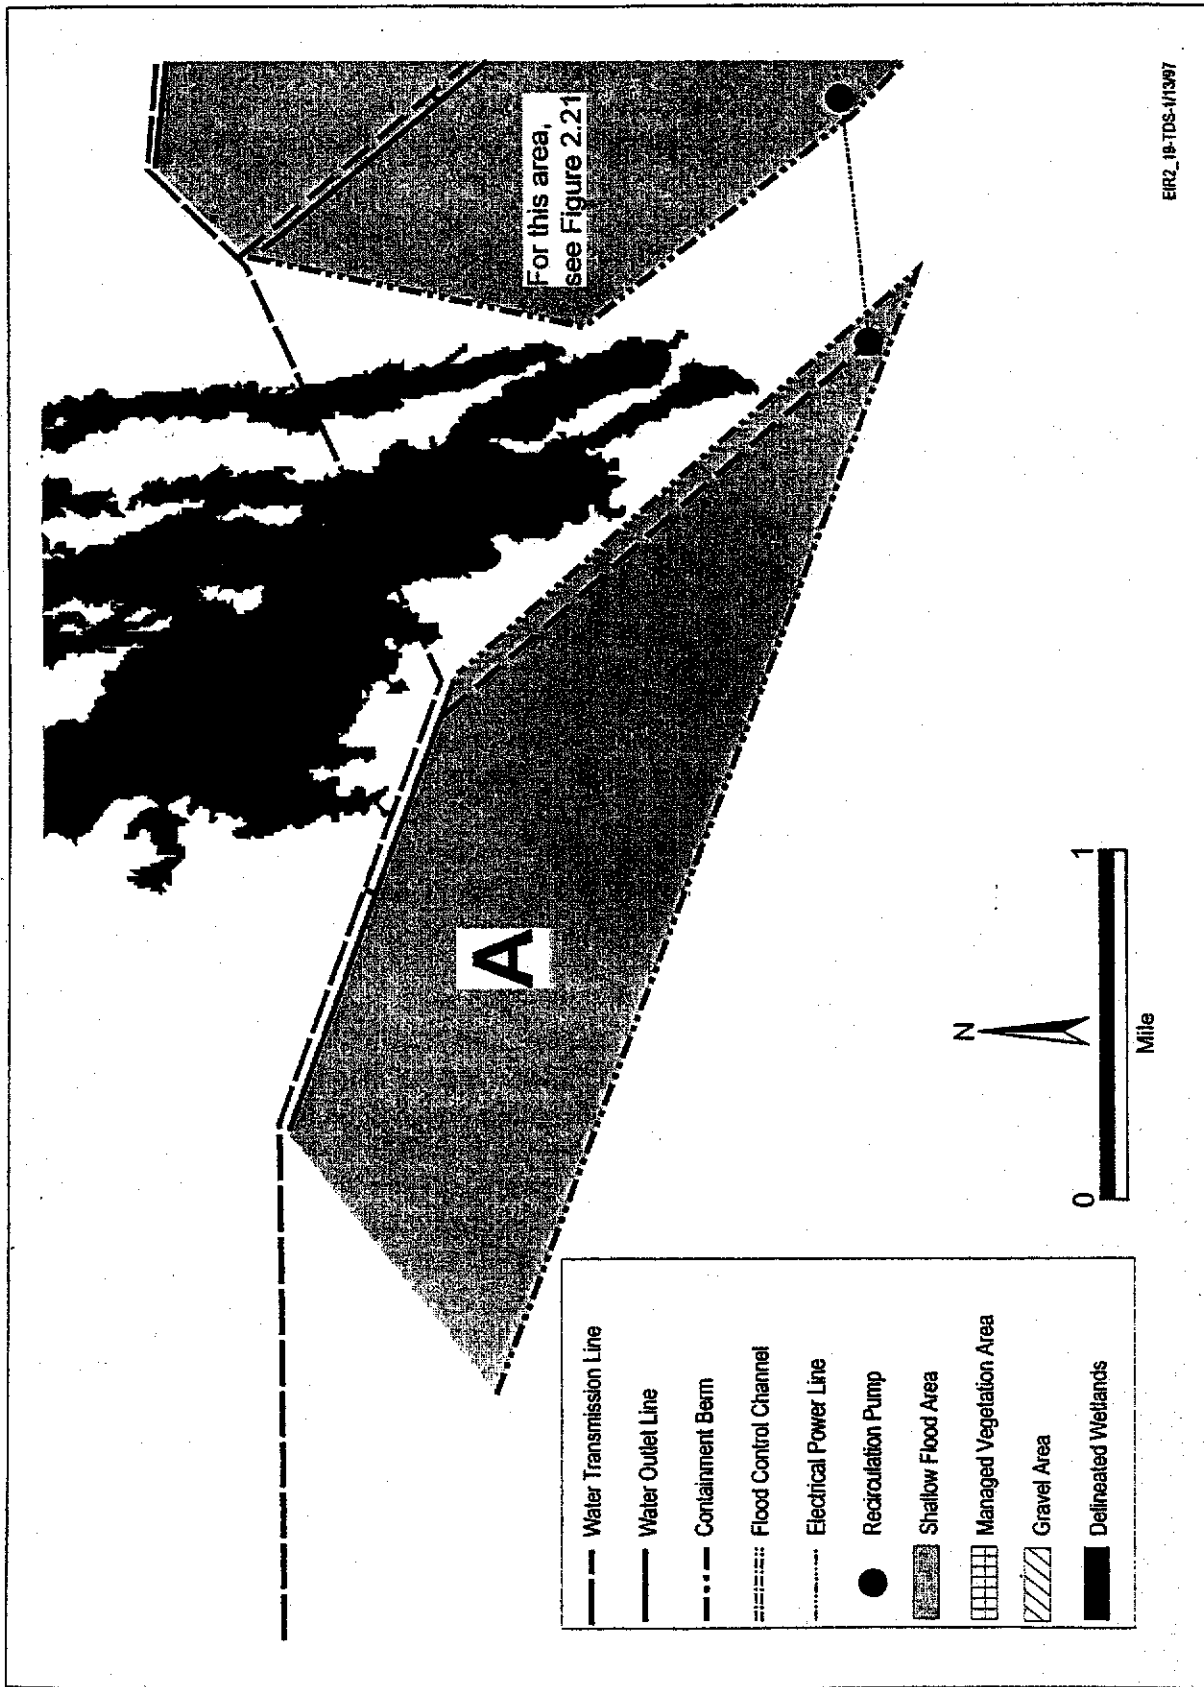 For this area,
see Figure 2.21
A
N
0 1
Mile
Water Transmission Line
Water Outlet Line
Containment Berm
Flood Control Channel
Electrical Power Line
Recirculation Pump
Shallow Flood Area
Managed Vegetation Area
Gravel Area
Delineated Wetlands
EIR2_19-TDS-1/13/97